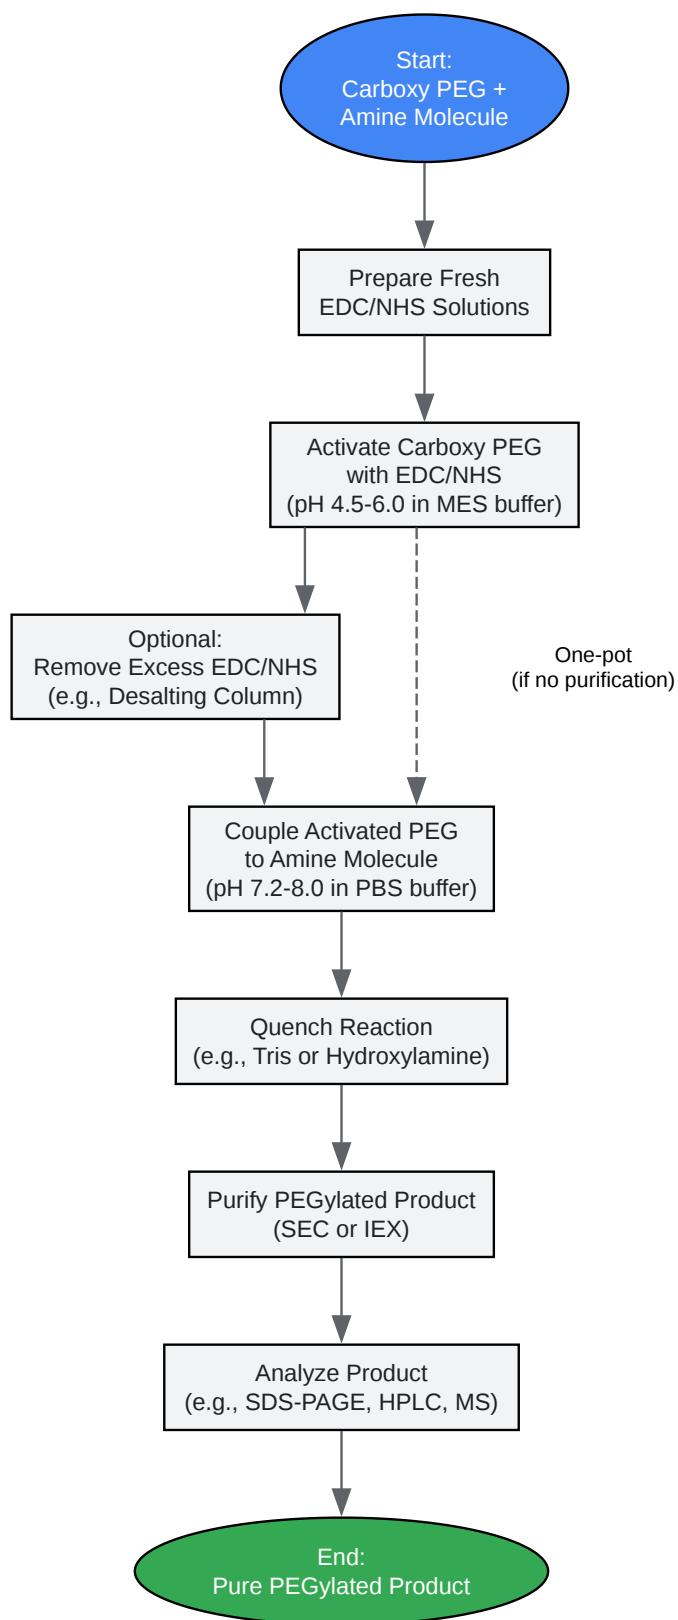 Start:
Carboxy PEG +
Amine Molecule
Prepare Fresh
EDC/NHS Solutions
Activate Carboxy PEG
with EDC/NHS
(pH 4.5-6.0 in MES buffer)
Optional:
Remove Excess EDC/NHS
(e.g., Desalting Column)
One-pot
(if no purification)
Couple Activated PEG
to Amine Molecule
(pH 7.2-8.0 in PBS buffer)
Quench Reaction
(e.g., Tris or Hydroxylamine)
Purify PEGylated Product
(SEC or IEX)
Analyze Product
(e.g., SDS-PAGE, HPLC, MS)
End:
Pure PEGylated Product